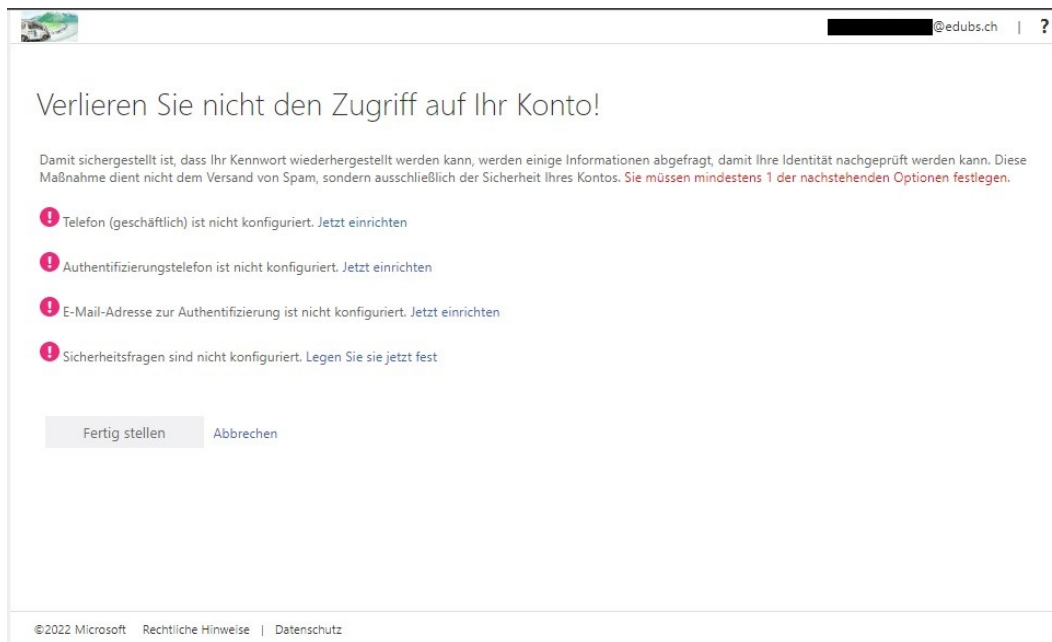 @edubs.ch | ?
Verlieren Sie nicht den Zugriff auf Ihr Konto!
Damit sichergestellt ist, dass Ihr Kennwort wiederhergestellt werden kann, werden einige Informationen abgefragt, damit Ihre Identität nachgeprüft werden kann. Diese
Maßnahme dient nicht dem Versand von Spam, sondern ausschließlich der Sicherheit Ihres Kontos. Sie müssen mindestens 1 der nachstehenden Optionen festlegen.
! Telefon (geschäftlich) ist nicht konfiguriert. Jetzt einrichten
! Authentifizierungstelefon ist nicht konfiguriert. Jetzt einrichten
! E-Mail-Adresse zur Authentifizierung ist nicht konfiguriert. Jetzt einrichten
! Sicherheitsfragen sind nicht konfiguriert. Legen Sie sie jetzt fest
Fertig stellen Abbrechen
©2022 Microsoft Rechtliche Hinweise | Datenschutz